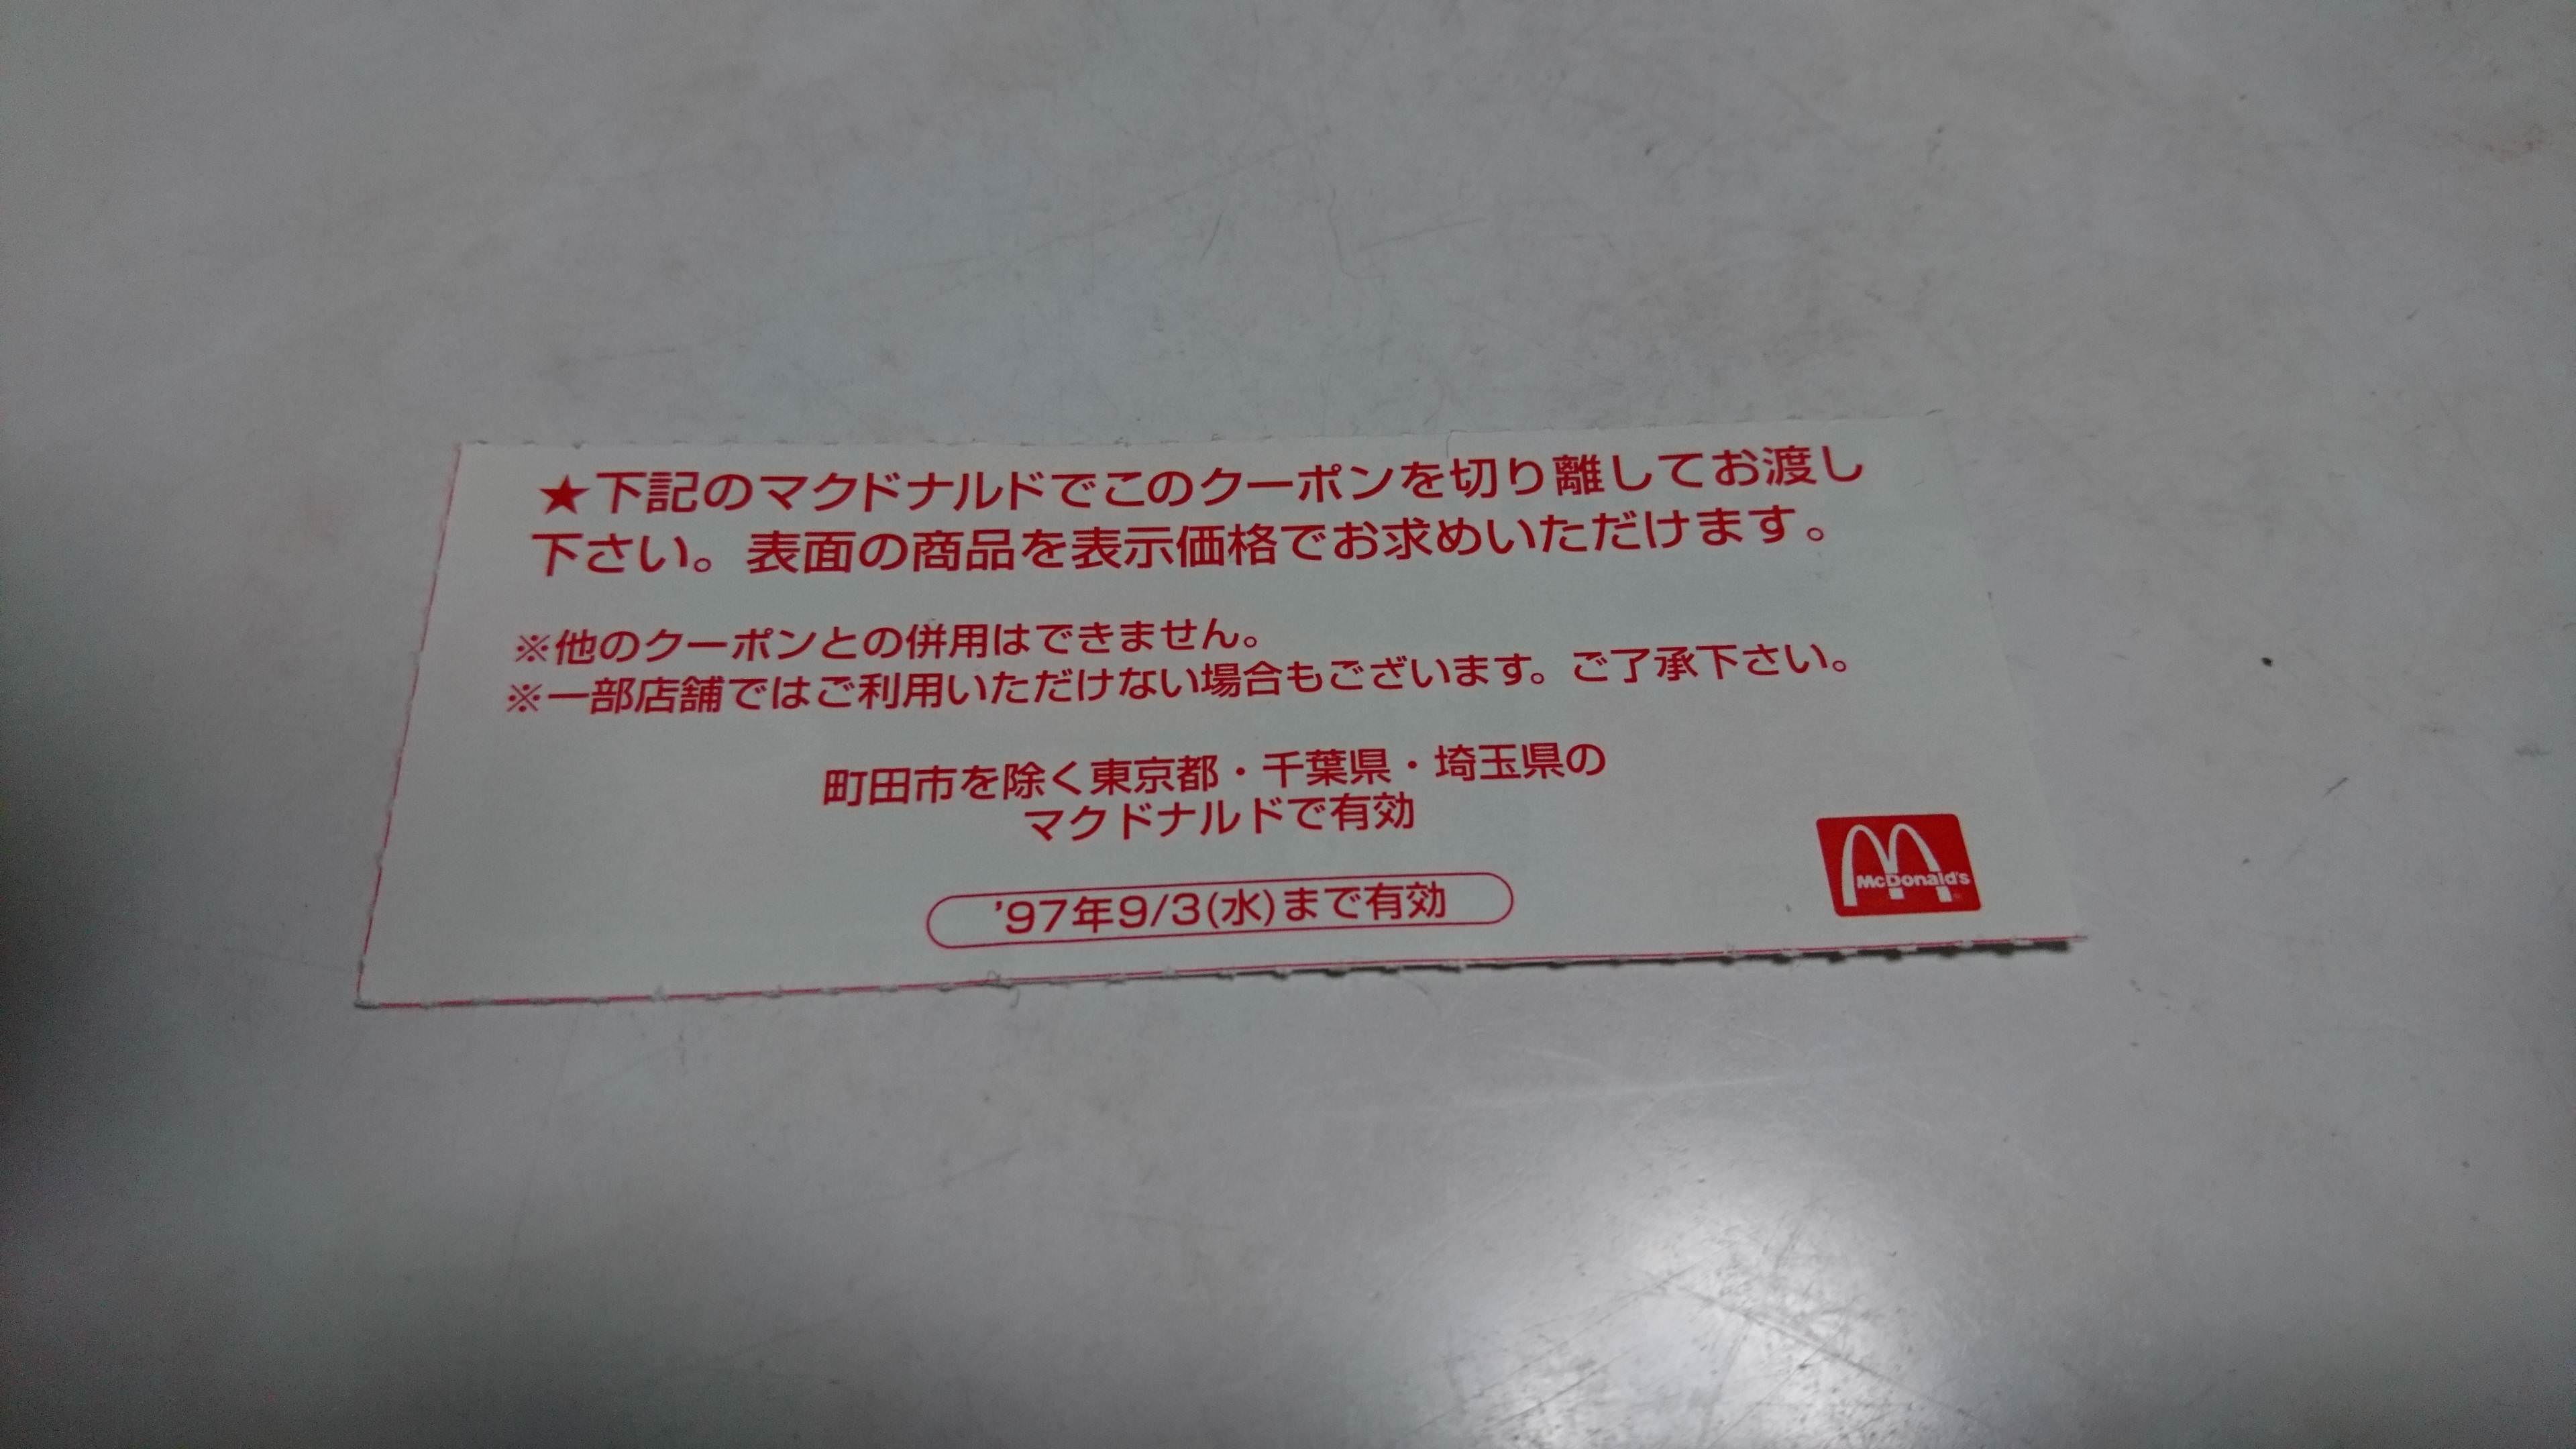 ★下記のマクドナルドでこのクーポンを切り離してお渡し
下さい。表面の商品を表示価格でお求めいただけます。
※他のクーポンとの併用はできません。
※一部店舗ではご利用いただけない場合もございます。ご了承下さい。
町田市を除く東京都・千葉県・埼玉県の
マクドナルドで有効
'97年9/3(水)まで有効
McDonald's